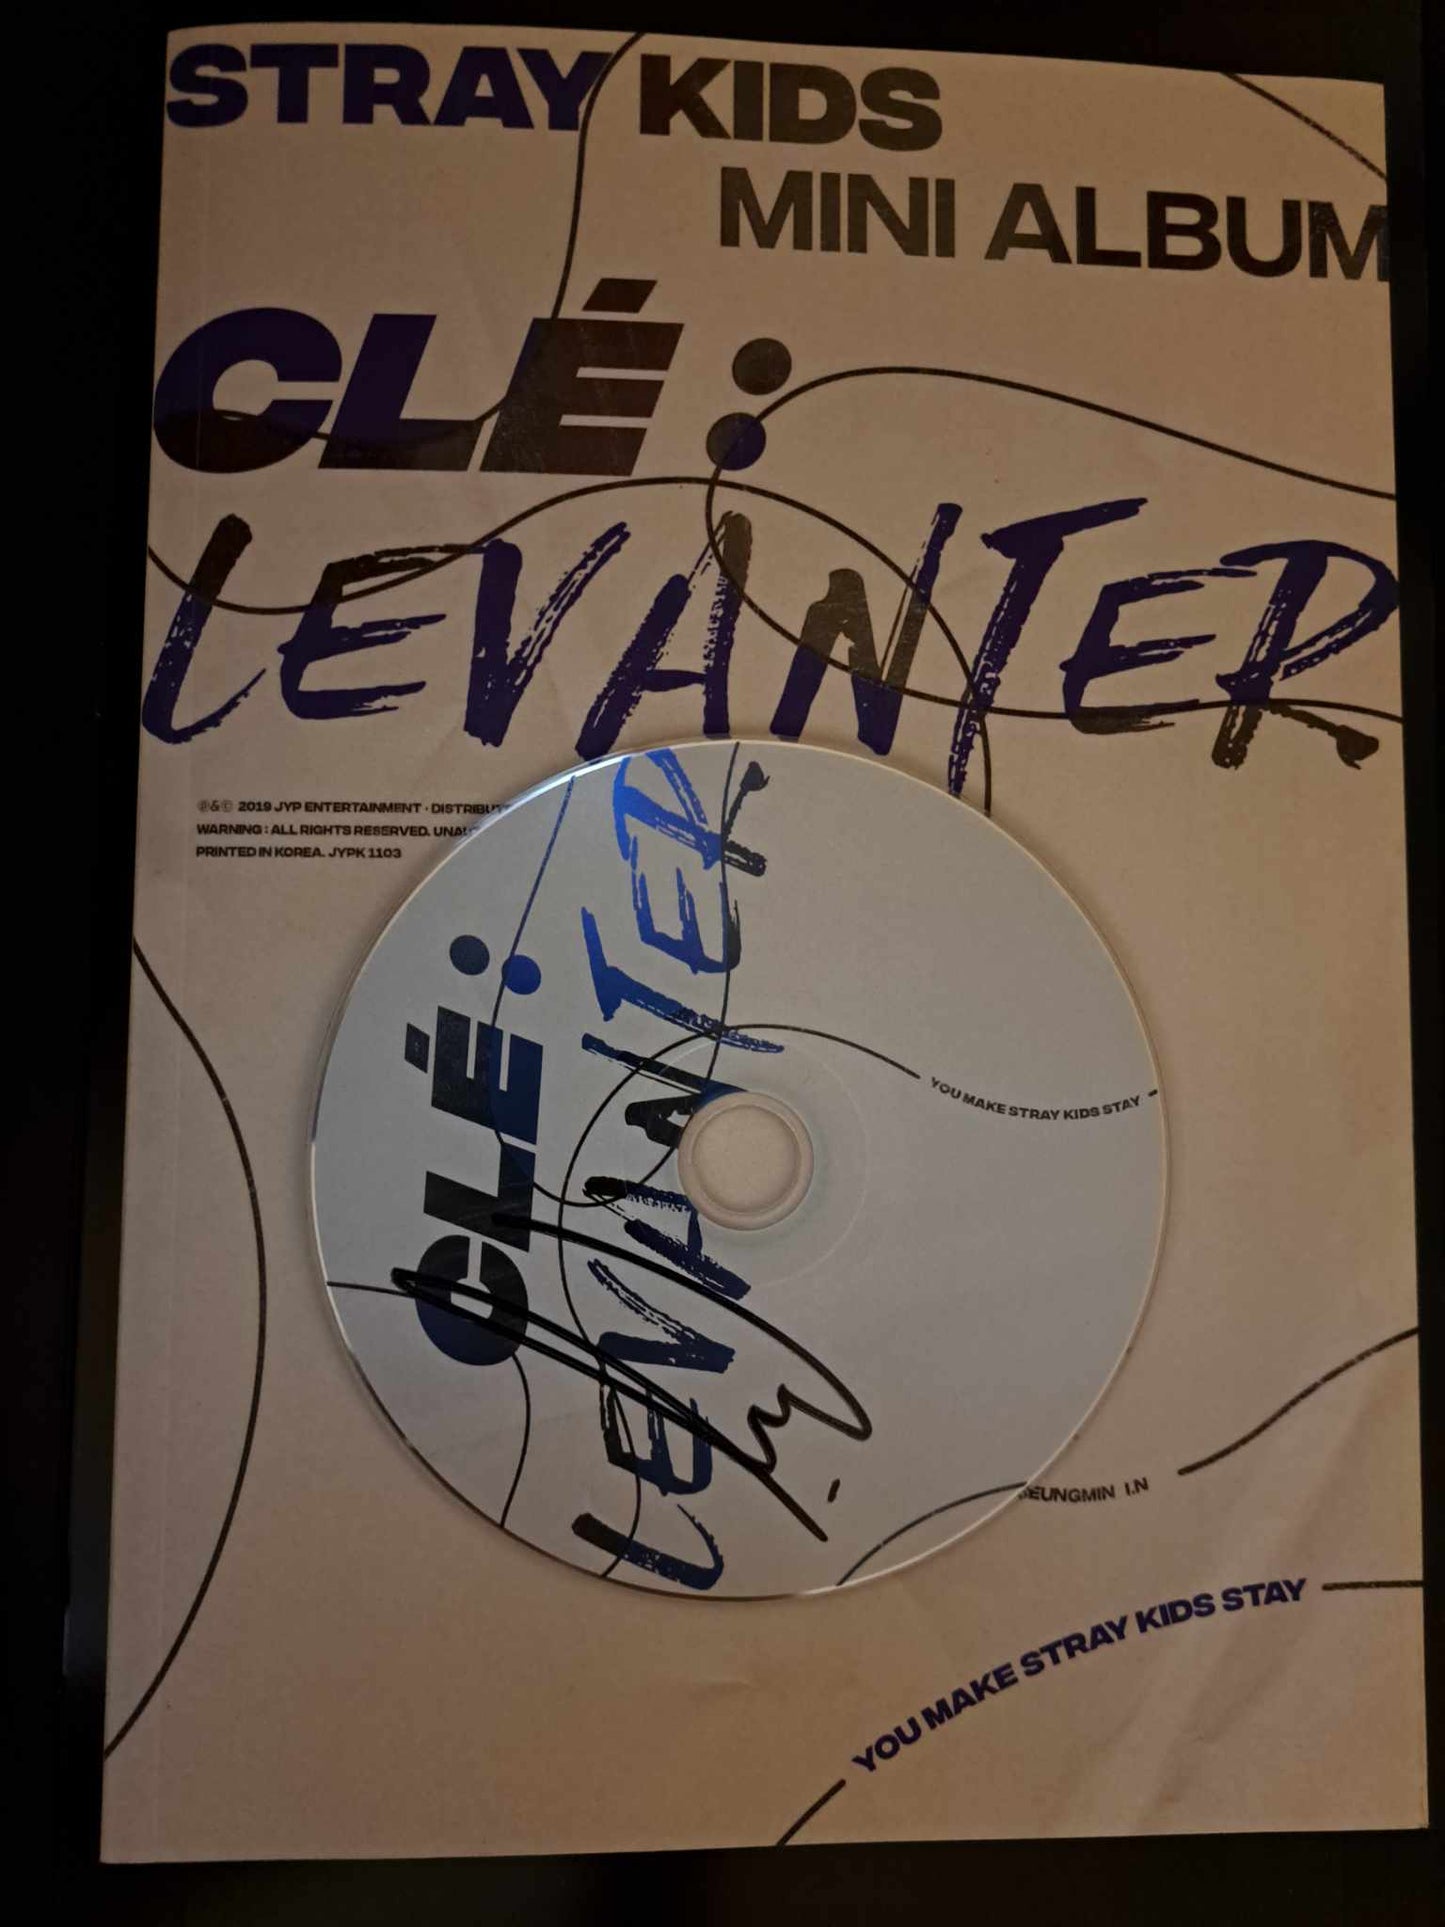 STRAY KIDS
MINI ALBUM
CLÉ:
LEVANTER
℗&© 2019 JYP ENTERTAINMENT · DISTRIBUT
WARNING : ALL RIGHTS RESERVED.
PRINTED IN KOREA. JYPK 1103
CLÉ:
LEVANTER
YOU MAKE STRAY KIDS STAY
SEUNGMIN I.N
YOU MAKE STRAY KIDS STAY